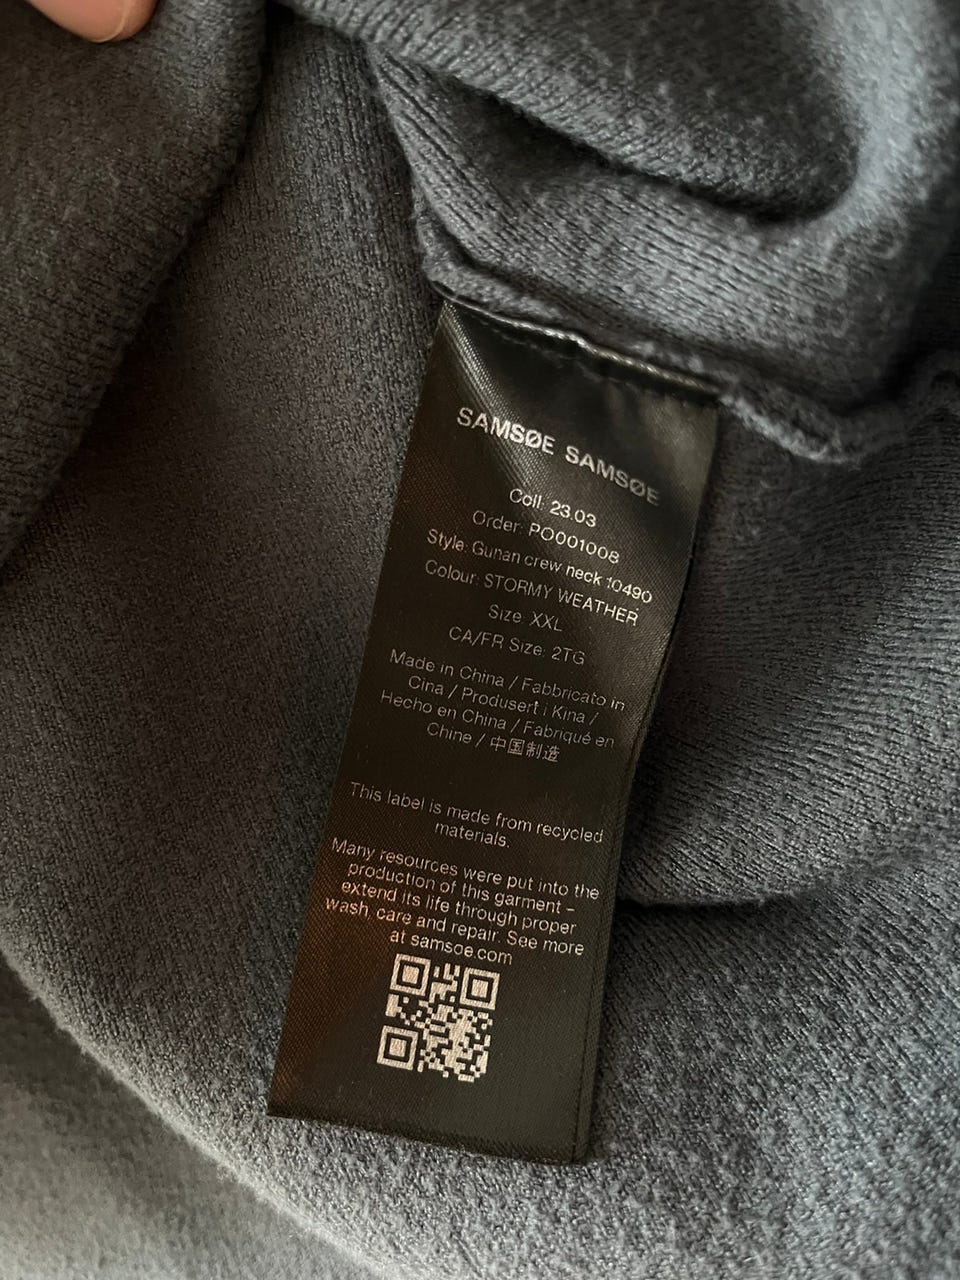 SAMSØE SAMSØE
Coll: 23.03
Order: PO001008
Style: Gunan crew neck 10490
Colour: STORMY WEATHER
Size: XXL
CA/FR Size: 2TG
Made in China / Fabbricato in
Cina / Produsert i Kina /
Hecho en China / Fabriqué en
Chine / 中国制造
This label is made from recycled
materials.
Many resources were put into the
production of this garment –
extend its life through proper
wash, care and repair. See more
at samsoe.com